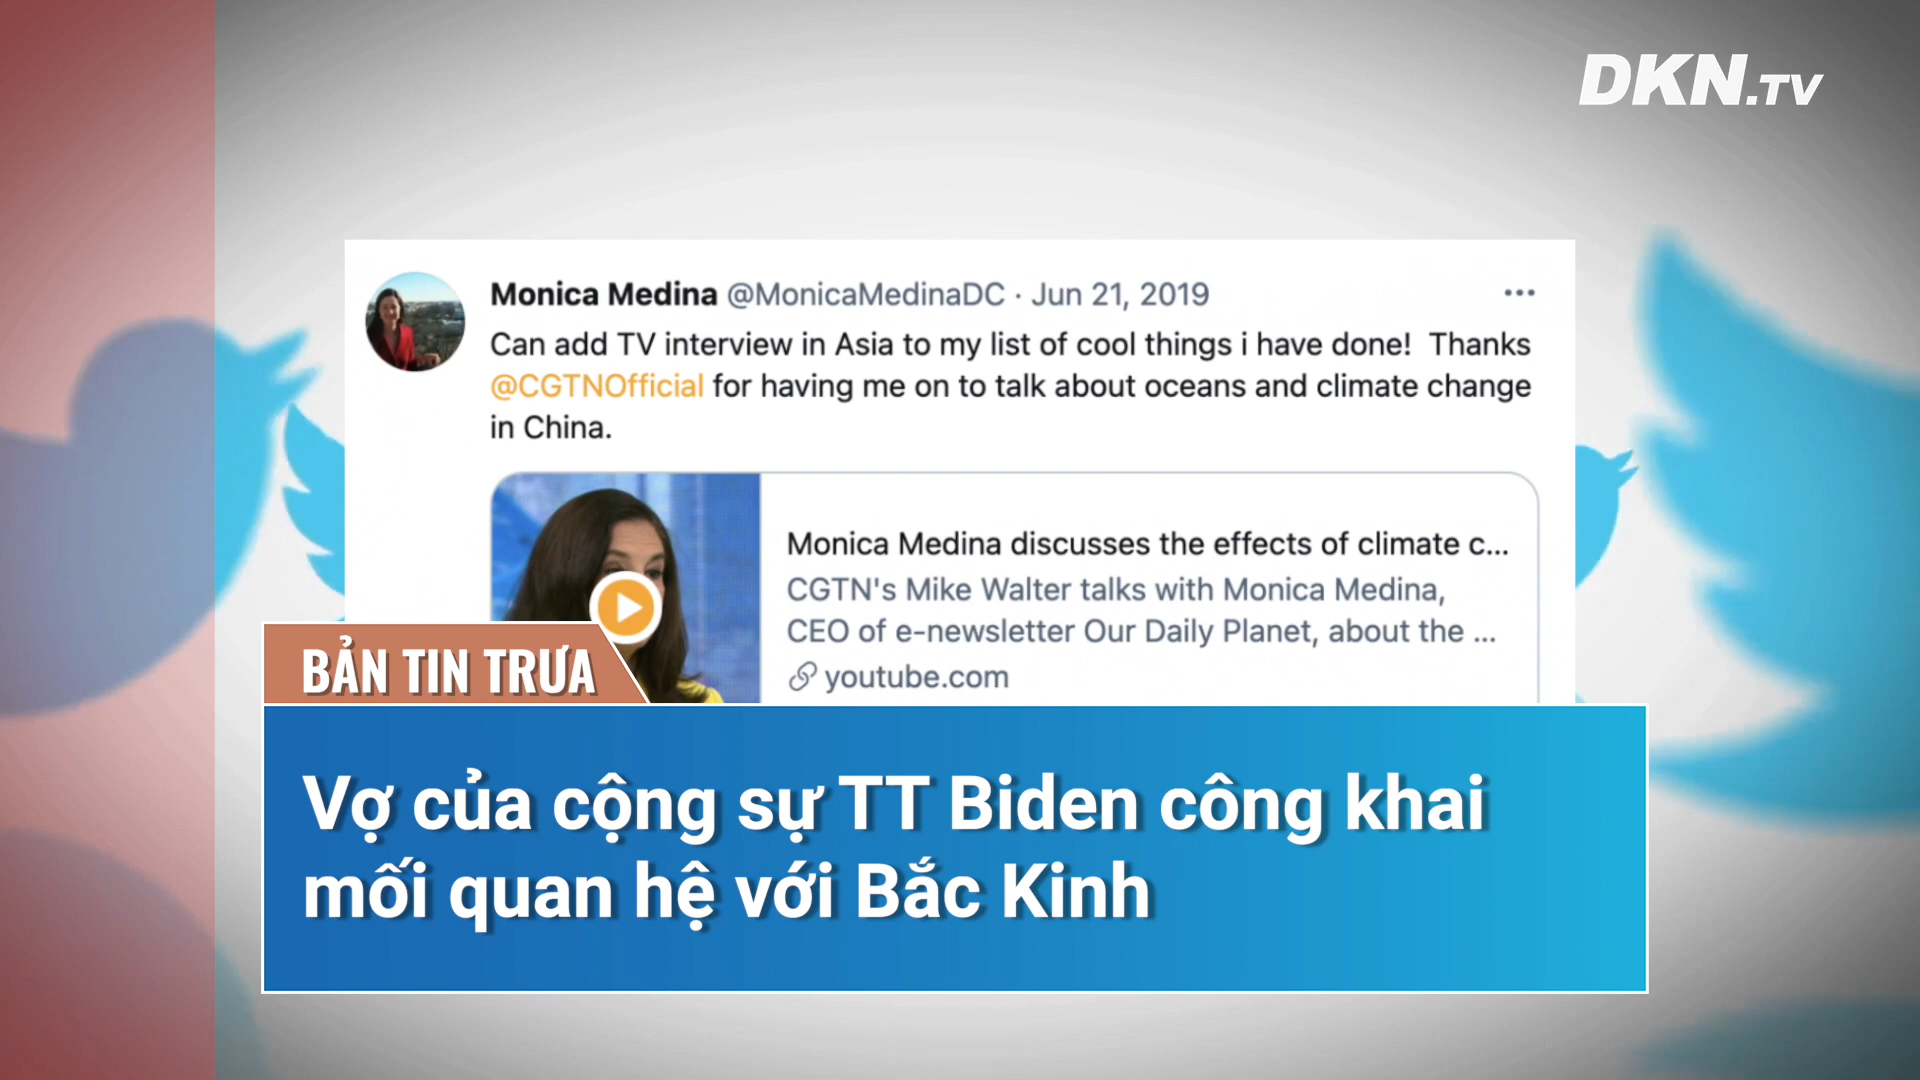 DKN.TV
Monica Medina @MonicaMedinaDC · Jun 21, 2019
Can add TV interview in Asia to my list of cool things i have done! Thanks
@CGTNOfficial for having me on to talk about oceans and climate change
in China.
Monica Medina discusses the effects of climate c...
CGTN's Mike Walter talks with Monica Medina,
CEO of e-newsletter Our Daily Planet, about the ...
youtube.com
BẢN TIN TRƯA
Vợ của cộng sự TT Biden công khai
mối quan hệ với Bắc Kinh